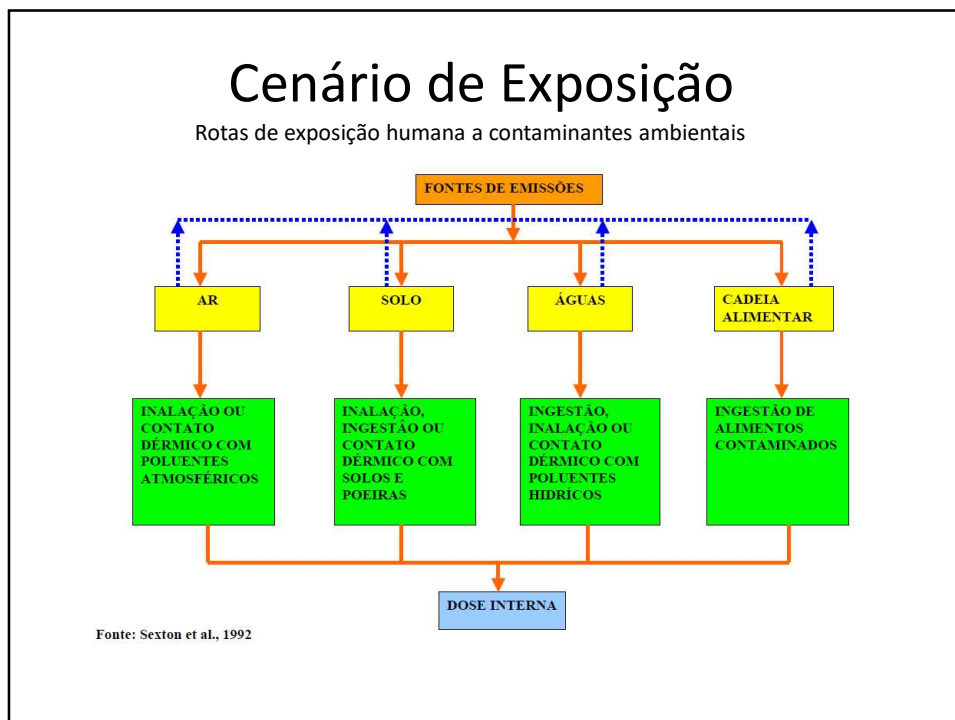 Cenário de Exposição
Rotas de exposição humana a contaminantes ambientais
FONTES DE EMISSÕES
AR
SOLO
ÁGUAS
CADEIA
ALIMENTAR
INALAÇÃO OU
CONTATO
DÉRMICO COM
POLUENTES
ATMOSFÉRICOS
INALAÇÃO,
INGESTÃO OU
CONTATO
DÉRMICO COM
SOLOS E
POEIRAS
INGESTÃO,
INALAÇÃO OU
CONTATO
DÉRMICO COM
POLUENTES
HIDRÍCOS
INGESTÃO DE
ALIMENTOS
CONTAMINADOS
DOSE INTERNA
Fonte: Sexton et al., 1992